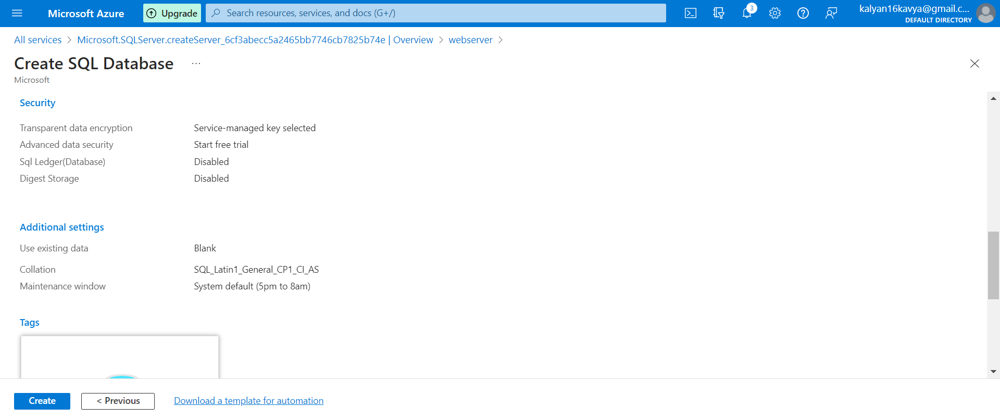 Microsoft Azure
Upgrade
Search resources, services, and docs (G+/)
3
kalyan16kavya@gmail.c...
DEFAULT DIRECTORY
All services > Microsoft.SQLServer.createServer_6cf3abecc5a2465bb7746cb7825b74e | Overview > webserver >
Create SQL Database ...
Microsoft
Security
Transparent data encryption Service-managed key selected
Advanced data security Start free trial
Sql Ledger(Database) Disabled
Digest Storage Disabled
Additional settings
Use existing data Blank
Collation SQL_Latin1_General_CP1_CI_AS
Maintenance window System default (5pm to 8am)
Tags
Create
< Previous
Download a template for automation